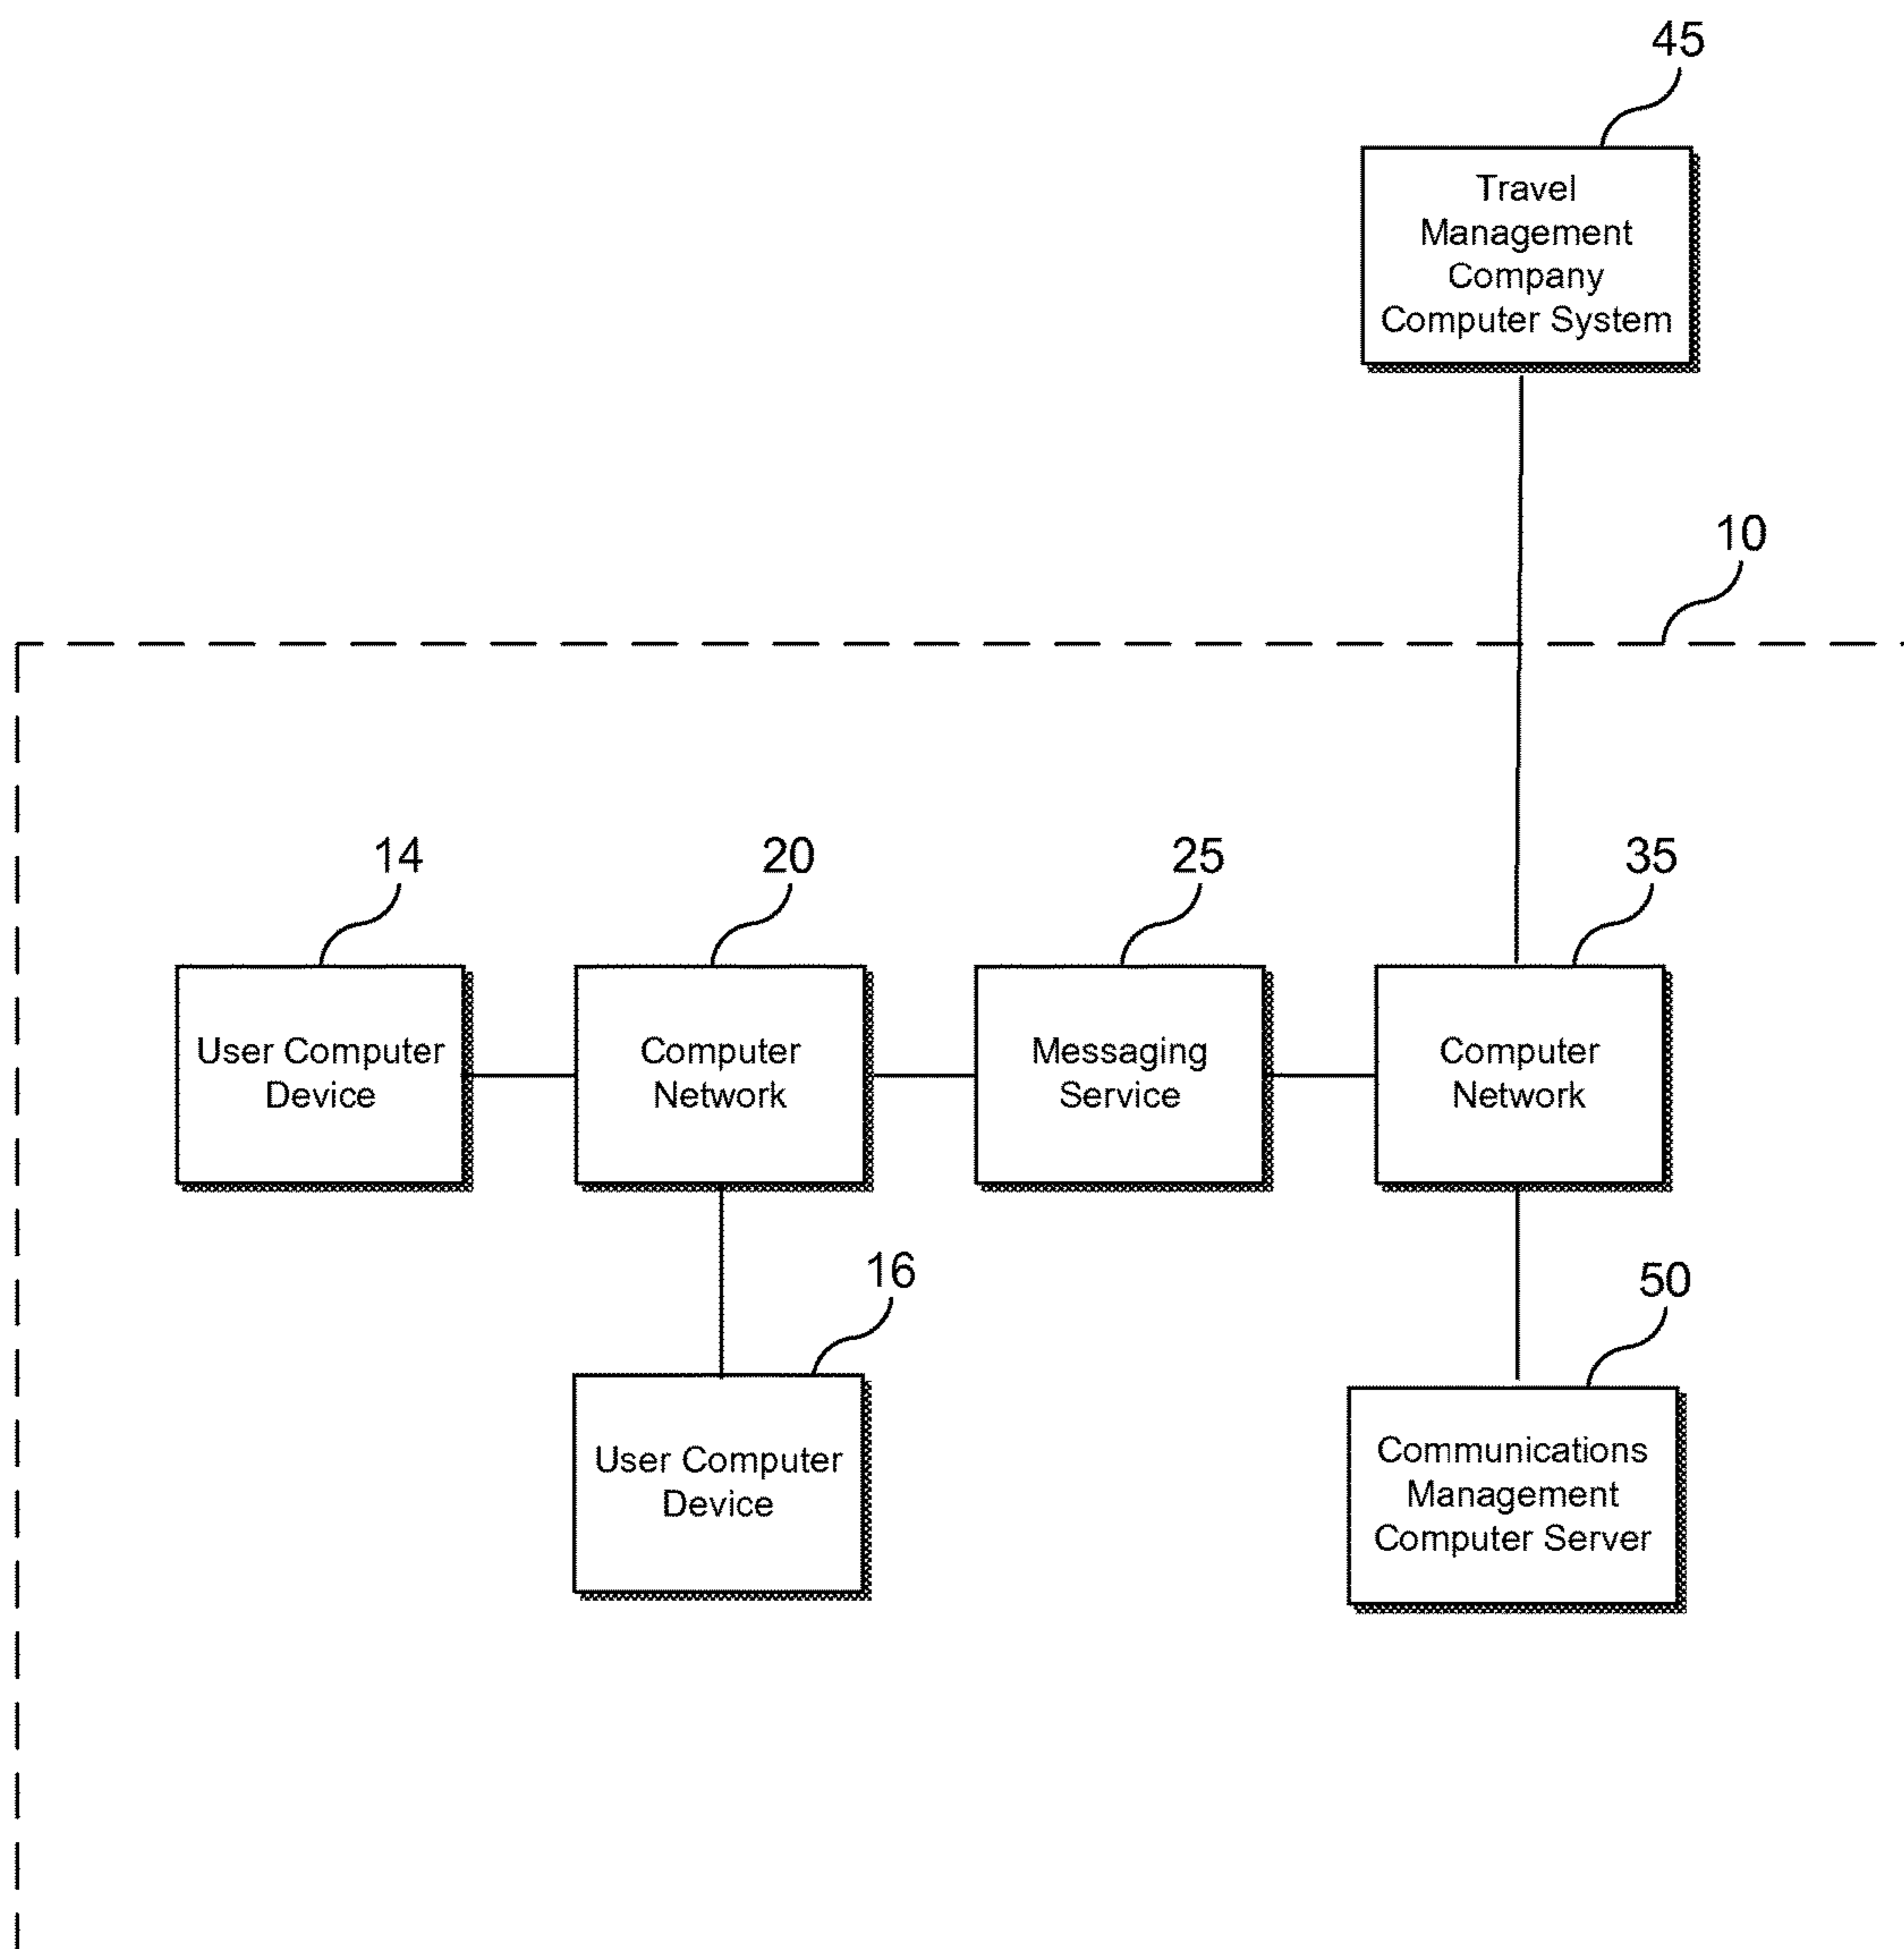 45
Travel
Management
Company
Computer System
10
14
20
25
35
User Computer
Device
Computer
Network
Messaging
Service
Computer
Network
16
50
User Computer
Device
Communications
Management
Computer Server